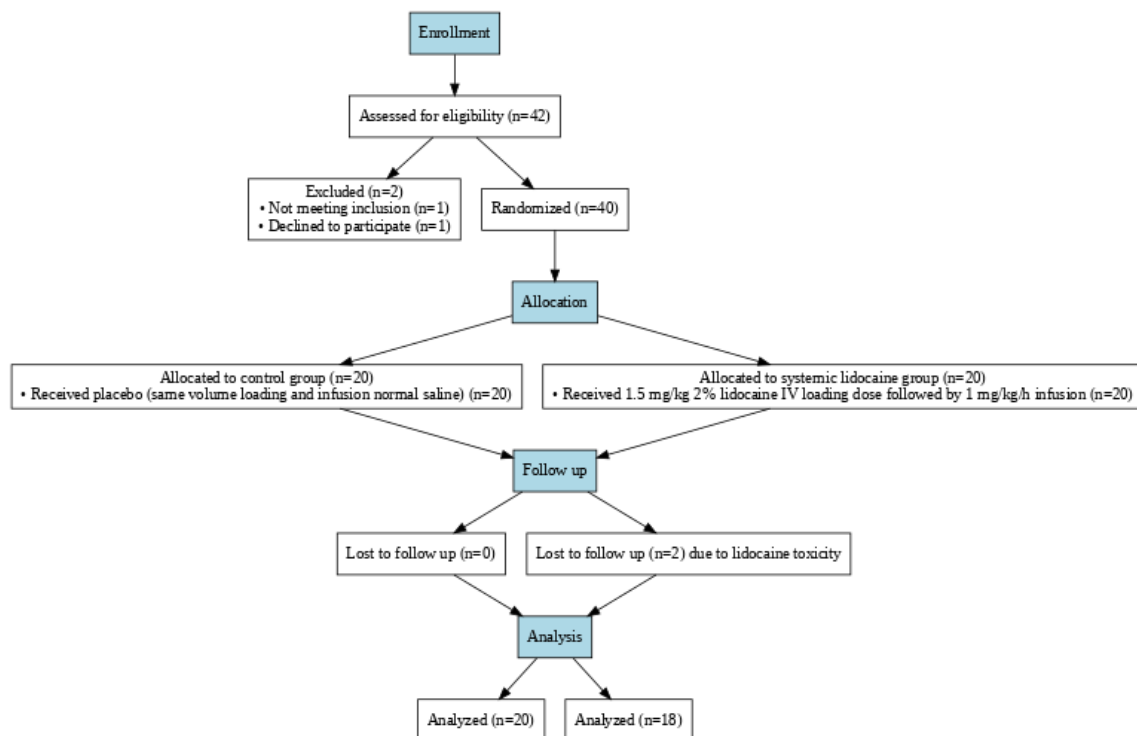 Enrollment
Assessed for eligibility (n=42)
Excluded (n=2)
• Not meeting inclusion (n=1)
• Declined to participate (n=1)
Randomized (n=40)
Allocation
Allocated to control group (n=20)
• Received placebo (same volume loading and infusion normal saline) (n=20)
Allocated to systemic lidocaine group (n=20)
• Received 1.5 mg/kg 2% lidocaine IV loading dose followed by 1 mg/kg/h infusion (n=20)
Follow up
Lost to follow up (n=0)
Lost to follow up (n=2) due to lidocaine toxicity
Analysis
Analyzed (n=20)
Analyzed (n=18)